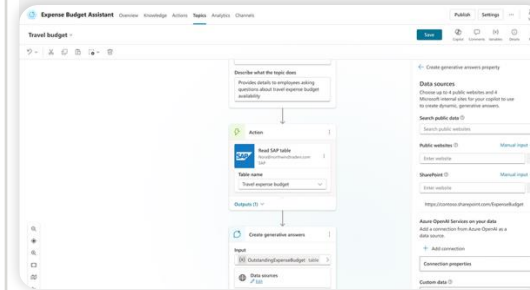 Expense Budget Assistant Overview Knowledge Actions Topics Analytics Channels
Publish Settings
Travel budget
Save
Copilot Comments Variables Details
Describe what the topic does
Provides details to employees asking
questions about travel expense budget
availability
Action
Read SAP table
SAP
Table name
Travel expense budget
Outputs (1)
Create generative answers
Input
{x} OutstandingExpenseBudget table
Data sources
Edit
Create generative answers property
Data sources
Choose up to 4 public websites and 4
Microsoft internal sites for your copilot to use
to create dynamic, generative answers.
Search public data
Search public websites
Public websites Manual input
Enter website
SharePoint Manual input
Enter website
https://contoso.sharepoint.com/ExpenseBudget
Azure OpenAI Services on your data
Add a connection from Azure OpenAI as a
data source.
+ Add connection
Connection properties
Custom data